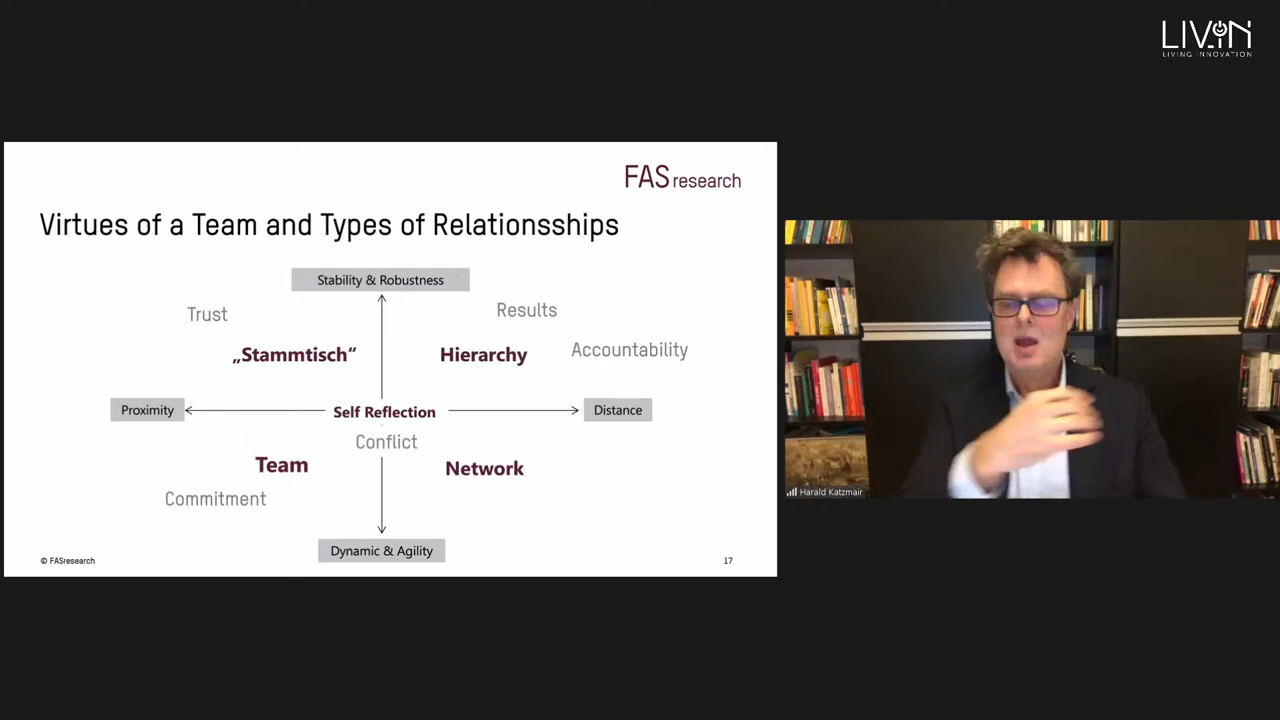 LIVIN
LIVING INNOVATION
FAS research
Virtues of a Team and Types of Relationsships
Stability & Robustness
Trust
Results
„Stammtisch“
Hierarchy
Accountability
Proximity
Self Reflection
Distance
Conflict
Team
Network
Commitment
Dynamic & Agility
© FASresearch
17
Harald Katzmair